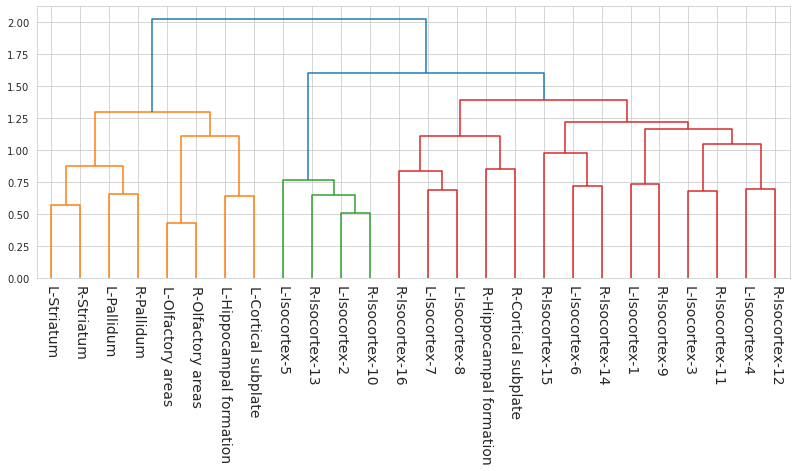 2.00
1.75
1.50
1.25
1.00
0.75
0.50
0.25
0.00
L-Striatum
R-Striatum
L-Pallidum
R-Pallidum
L-Olfactory areas
R-Olfactory areas
L-Hippocampal formation
L-Cortical subplate
L-Isocortex-5
R-Isocortex-13
L-Isocortex-2
R-Isocortex-10
R-Isocortex-16
L-Isocortex-7
L-Isocortex-8
R-Hippocampal formation
R-Cortical subplate
R-Isocortex-15
L-Isocortex-6
R-Isocortex-14
L-Isocortex-1
R-Isocortex-9
L-Isocortex-3
R-Isocortex-11
L-Isocortex-4
R-Isocortex-12